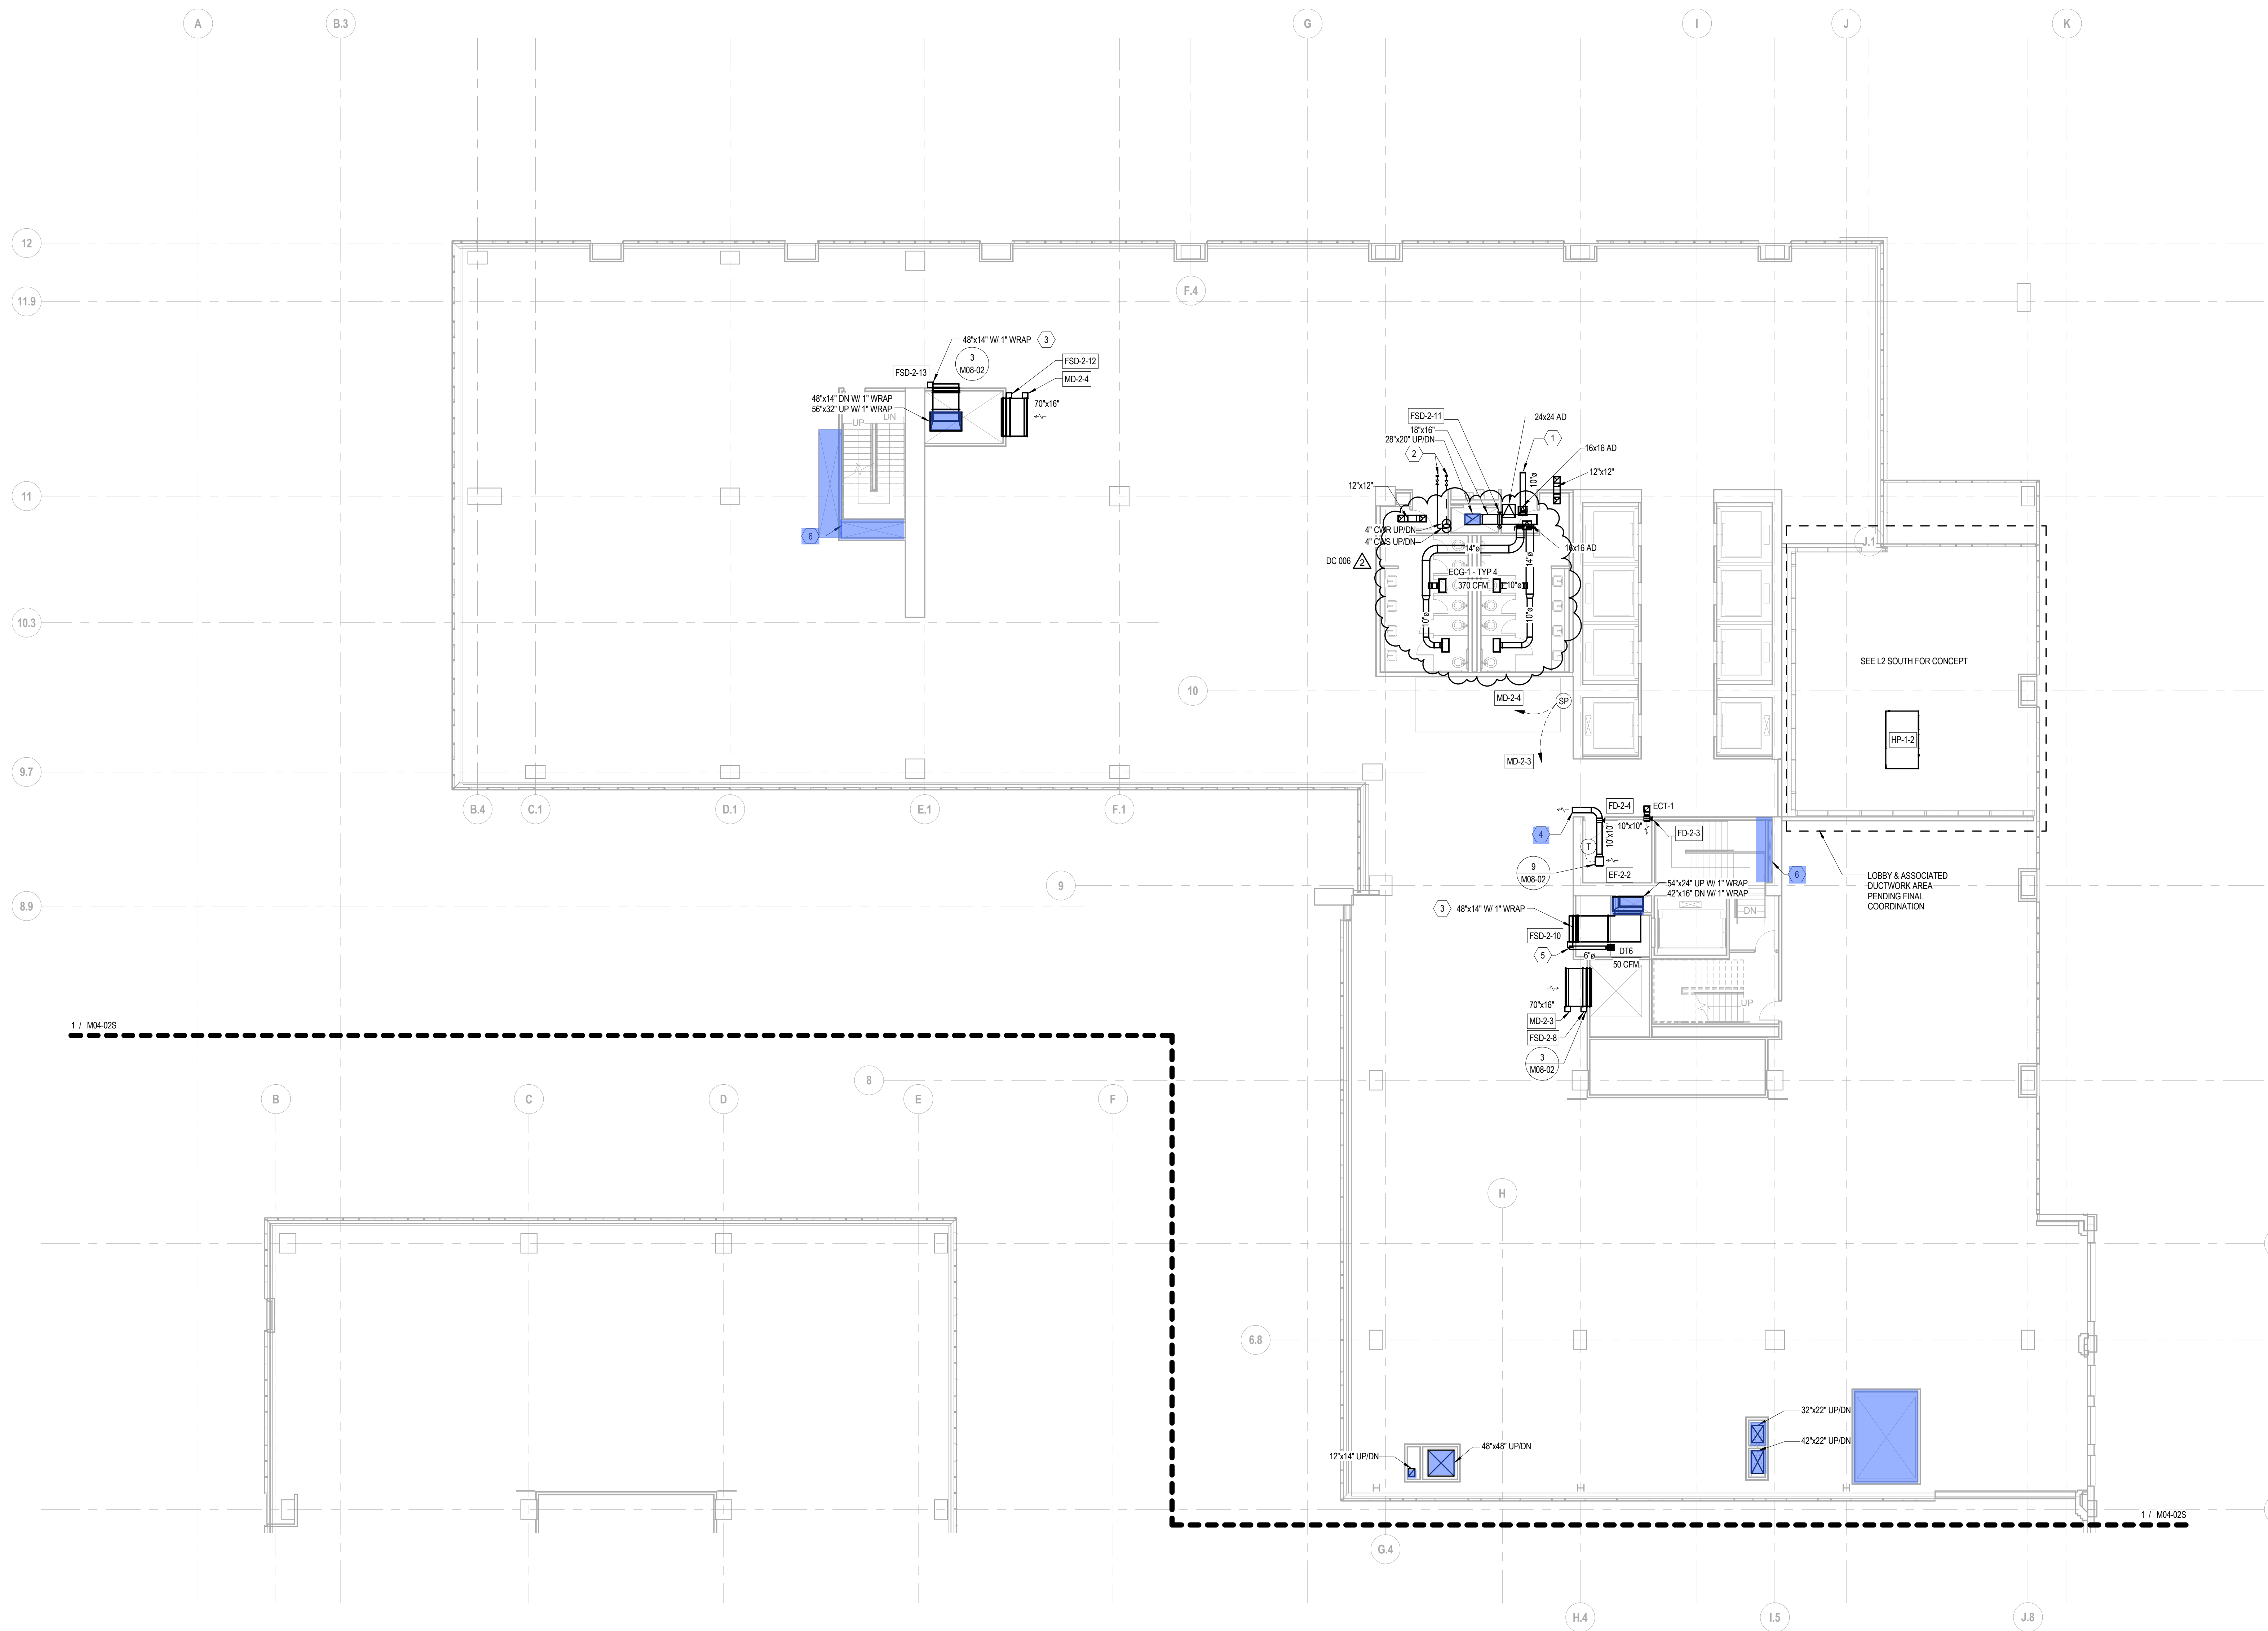 A
B.3
G
I
J
K
12
11.9
F.4
11
10.3
10
9.7
J.1
48"x14" W/ 1" WRAP
3
3
M08-02
FSD-2-13
FSD-2-12
MD-2-4
70"x16"
48"x14" DN W/ 1" WRAP
56"x32" UP W/ 1" WRAP
UP
DN
6
FSD-2-11
18"x16"
28"x20" UP/DN
2
24x24 AD
1
16x16 AD
12"x12"
10"ø
12"x12"
4" CWR UP/DN
4" CWS UP/DN
16x16 AD
14"ø
14"ø
DC 006
2
ECG-1 - TYP 4
370 CFM
10"ø
10"ø
10"ø
SEE L2 SOUTH FOR CONCEPT
MD-2-4
SP
HP-1-2
MD-2-3
B.4
C.1
D.1
E.1
F.1
FD-2-4
ECT-1
4
10"x10"
10"x10"
FD-2-3
T
9
M08-02
EF-2-2
6
LOBBY & ASSOCIATED
DUCTWORK AREA
PENDING FINAL
COORDINATION
9
8.9
54"x24" UP W/ 1" WRAP
42"x16" DN W/ 1" WRAP
3
48"x14" W/ 1" WRAP
DN
FSD-2-10
5
DT6
6"ø
50 CFM
70"x16"
UP
MD-2-3
FSD-2-8
3
M08-02
1 / M04-02S
8
B
C
D
E
F
H
6.8
32"x22" UP/DN
42"x22" UP/DN
48"x48" UP/DN
12"x14" UP/DN
1 / M04-02S
G.4
H.4
I.5
J.8